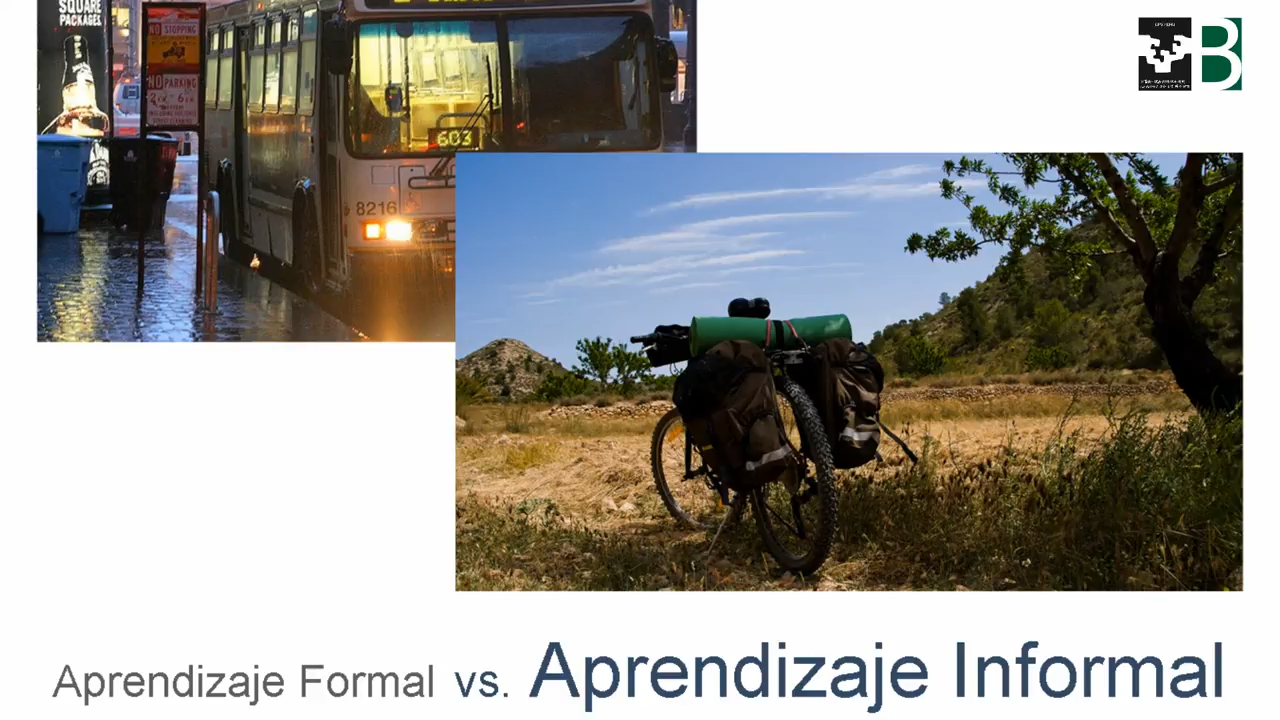 SQUARE
PACKAGES.
NO STOPPING
NO PARKING
603
8216
B
Aprendizaje Formal vs. Aprendizaje Informal